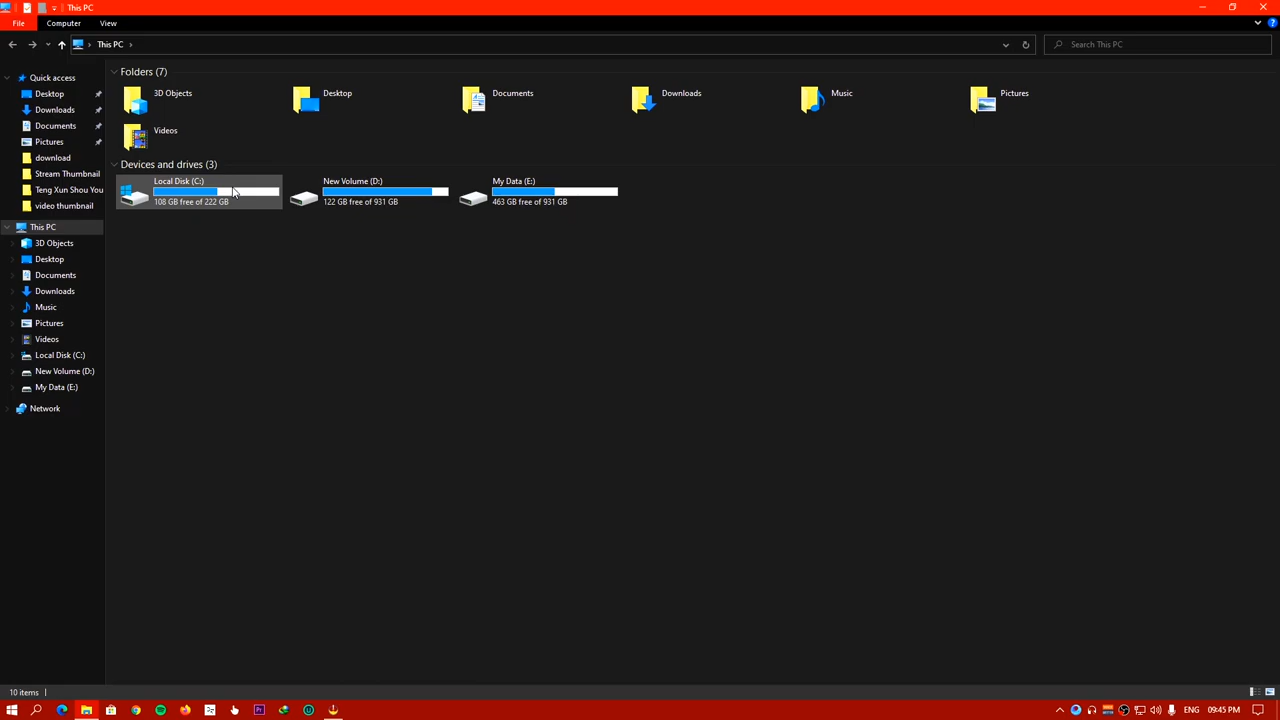 This PC
File Computer View
This PC
Search This PC
Quick access
Desktop
Downloads
Documents
Pictures
download
Stream Thumbnail
Teng Xun Shou You
video thumbnail
This PC
3D Objects
Desktop
Documents
Downloads
Music
Pictures
Videos
Local Disk (C:)
New Volume (D:)
My Data (E:)
Network
Folders (7)
3D Objects
Desktop
Documents
Downloads
Music
Pictures
Videos
Devices and drives (3)
Local Disk (C:)
108 GB free of 222 GB
New Volume (D:)
122 GB free of 931 GB
My Data (E:)
463 GB free of 931 GB
10 items
Pr
ENG 09:45 PM